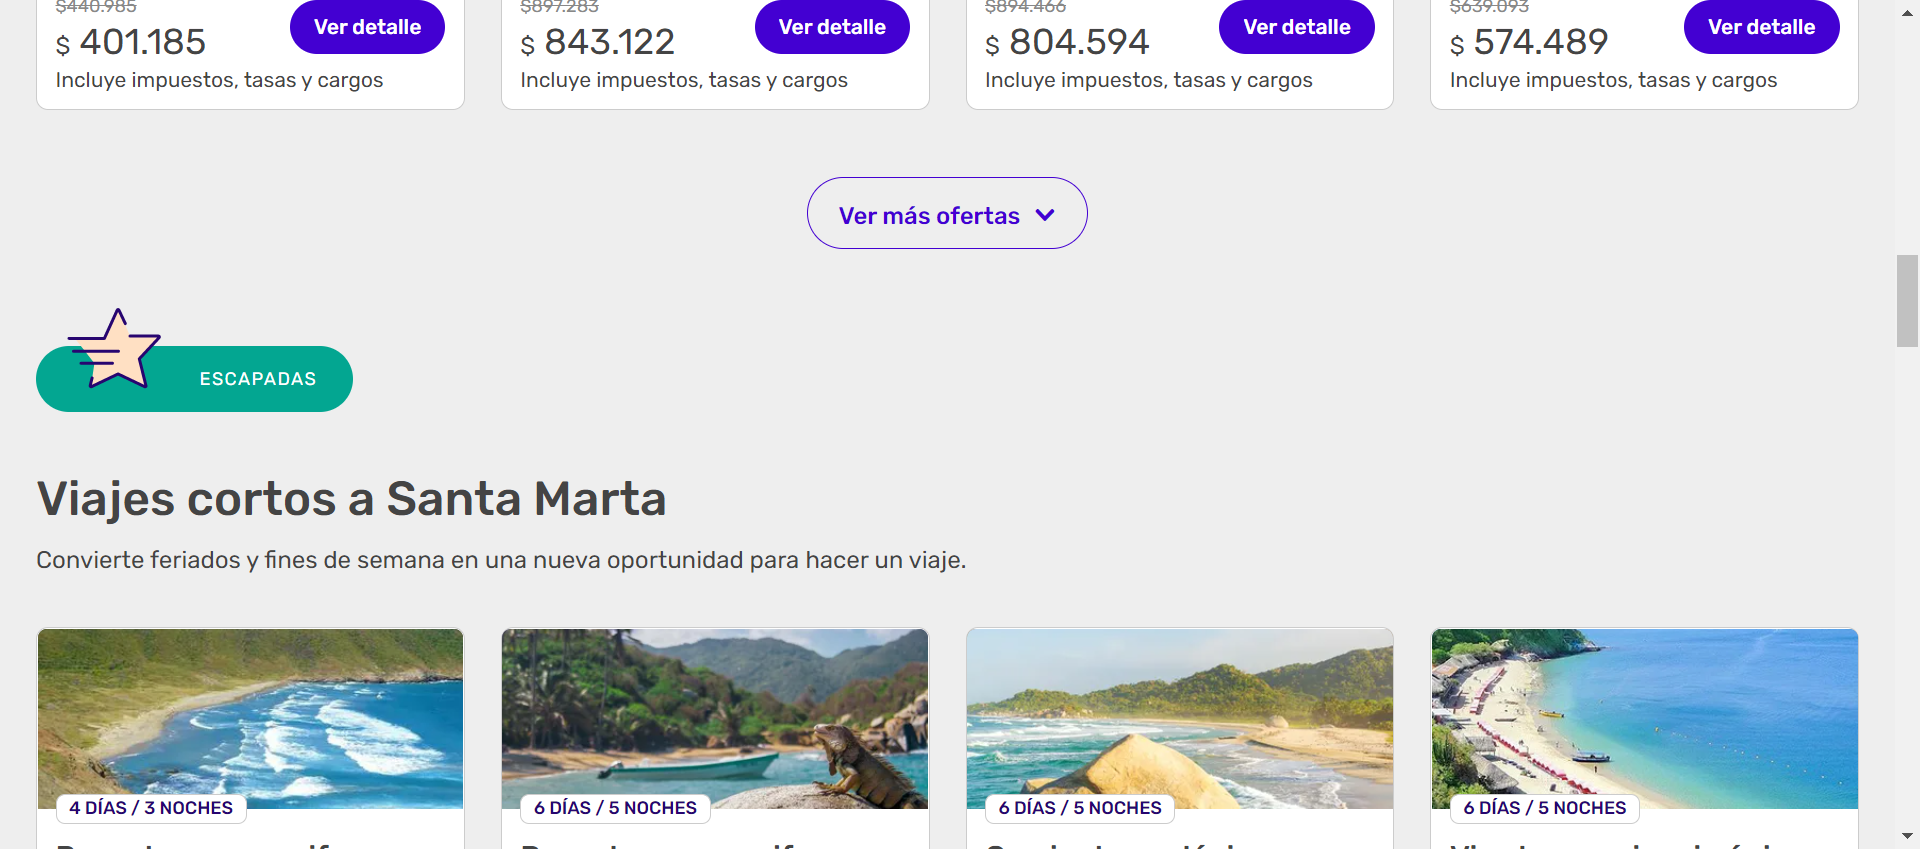 $440.985
$ 401.185
Ver detalle
Incluye impuestos, tasas y cargos
$897.283
$ 843.122
Ver detalle
Incluye impuestos, tasas y cargos
$894.466
$ 804.594
Ver detalle
Incluye impuestos, tasas y cargos
$639.093
$ 574.489
Ver detalle
Incluye impuestos, tasas y cargos
Ver más ofertas
ESCAPADAS
Viajes cortos a Santa Marta
Convierte feriados y fines de semana en una nueva oportunidad para hacer un viaje.
4 DÍAS / 3 NOCHES
6 DÍAS / 5 NOCHES
6 DÍAS / 5 NOCHES
6 DÍAS / 5 NOCHES